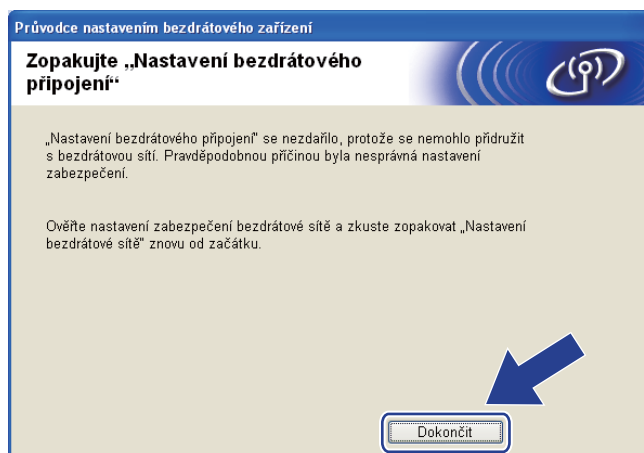 Průvodce nastavením bezdrátového zařízení
Zopakujte „Nastavení bezdrátového
připojení“
„Nastavení bezdrátového připojení" se nezdařilo, protože se nemohlo přidružit
s bezdrátovou sítí. Pravděpodobnou příčinou byla nesprávná nastavení
zabezpečení.
Ověřte nastavení zabezpečení bezdrátové sítě a zkuste zopakovat „Nastavení
bezdrátové sítě" znovu od začátku.
Dokončit